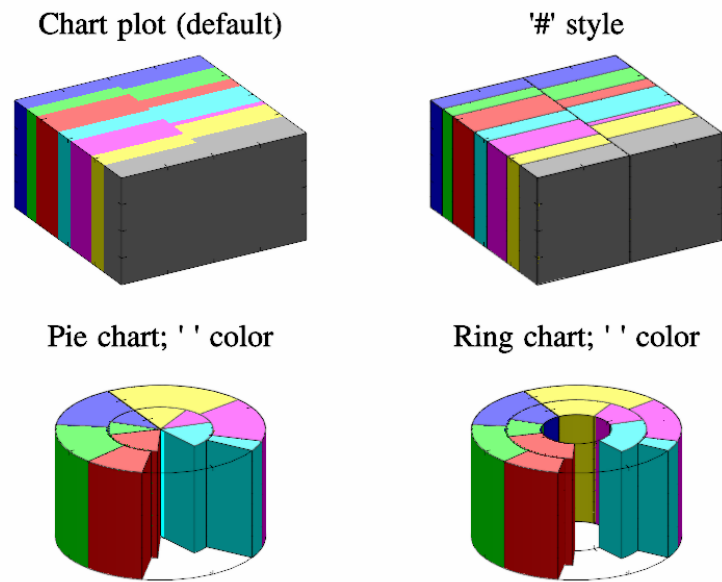 Chart plot (default)
'#' style
Pie chart; ' ' color
Ring chart; ' ' color